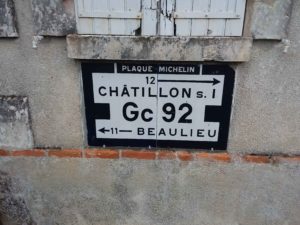 PLAQUE MICHELIN
12
CHÂTILLON s. I
Gc 92
11 BEAULIEU